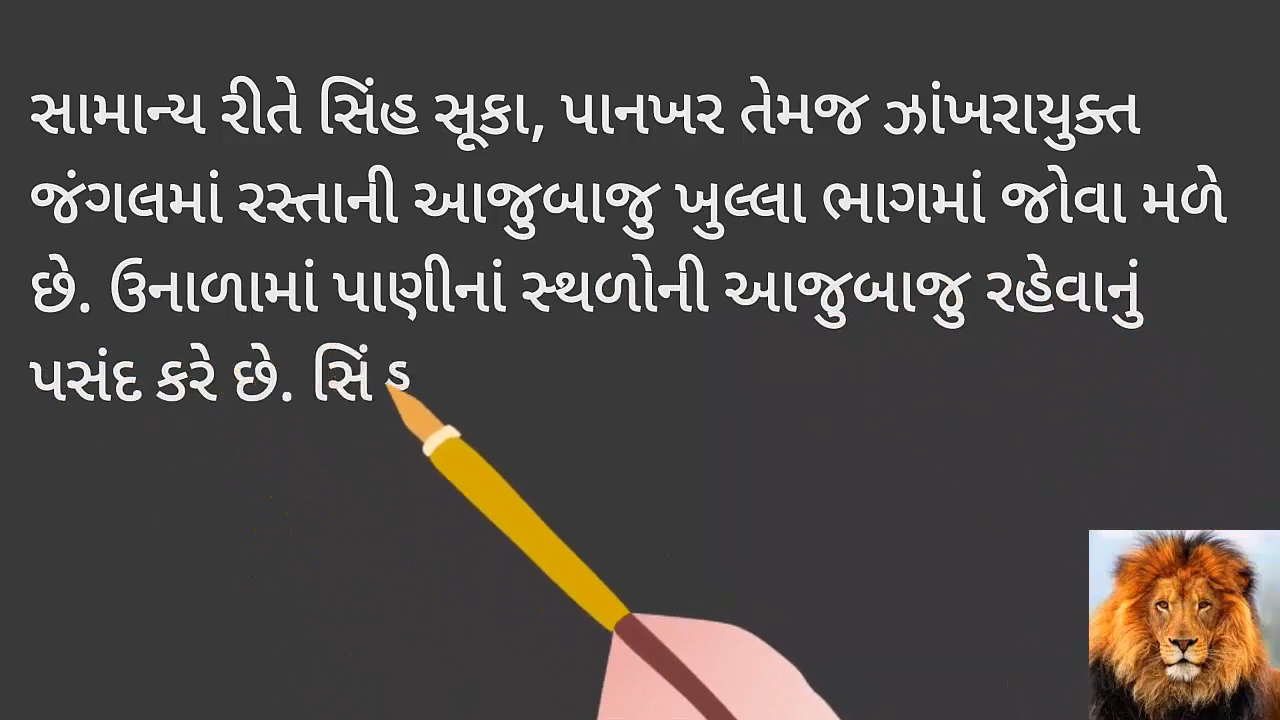 સામાન્ય રીતે સિંહ સૂકા, પાનખર તેમજ ઝાંખરાયુક્ત
જંગલમાં રસ્તાની આજુબાજુ ખુલ્લા ભાગમાં જોવા મળે
છે. ઉનાળામાં પાણીનાં સ્થળોની આજુબાજુ રહેવાનું
પસંદ કરે છે.